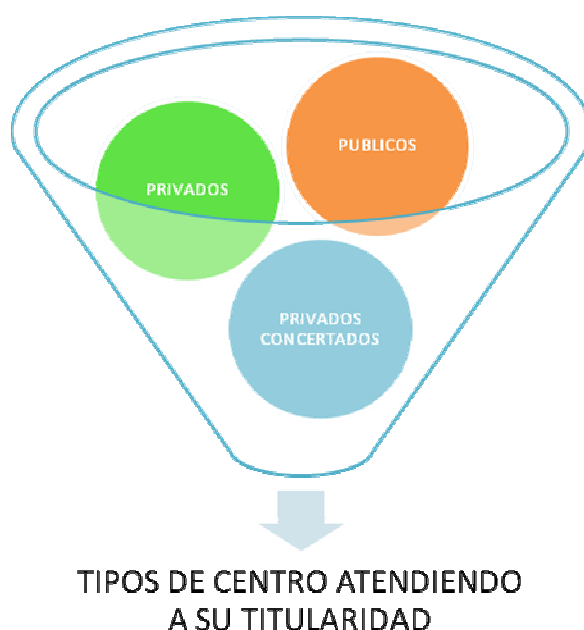 PUBLICOS
PRIVADOS
PRIVADOS
CONCERTADOS
TIPOS DE CENTRO ATENDIENDO
A SU TITULARIDAD